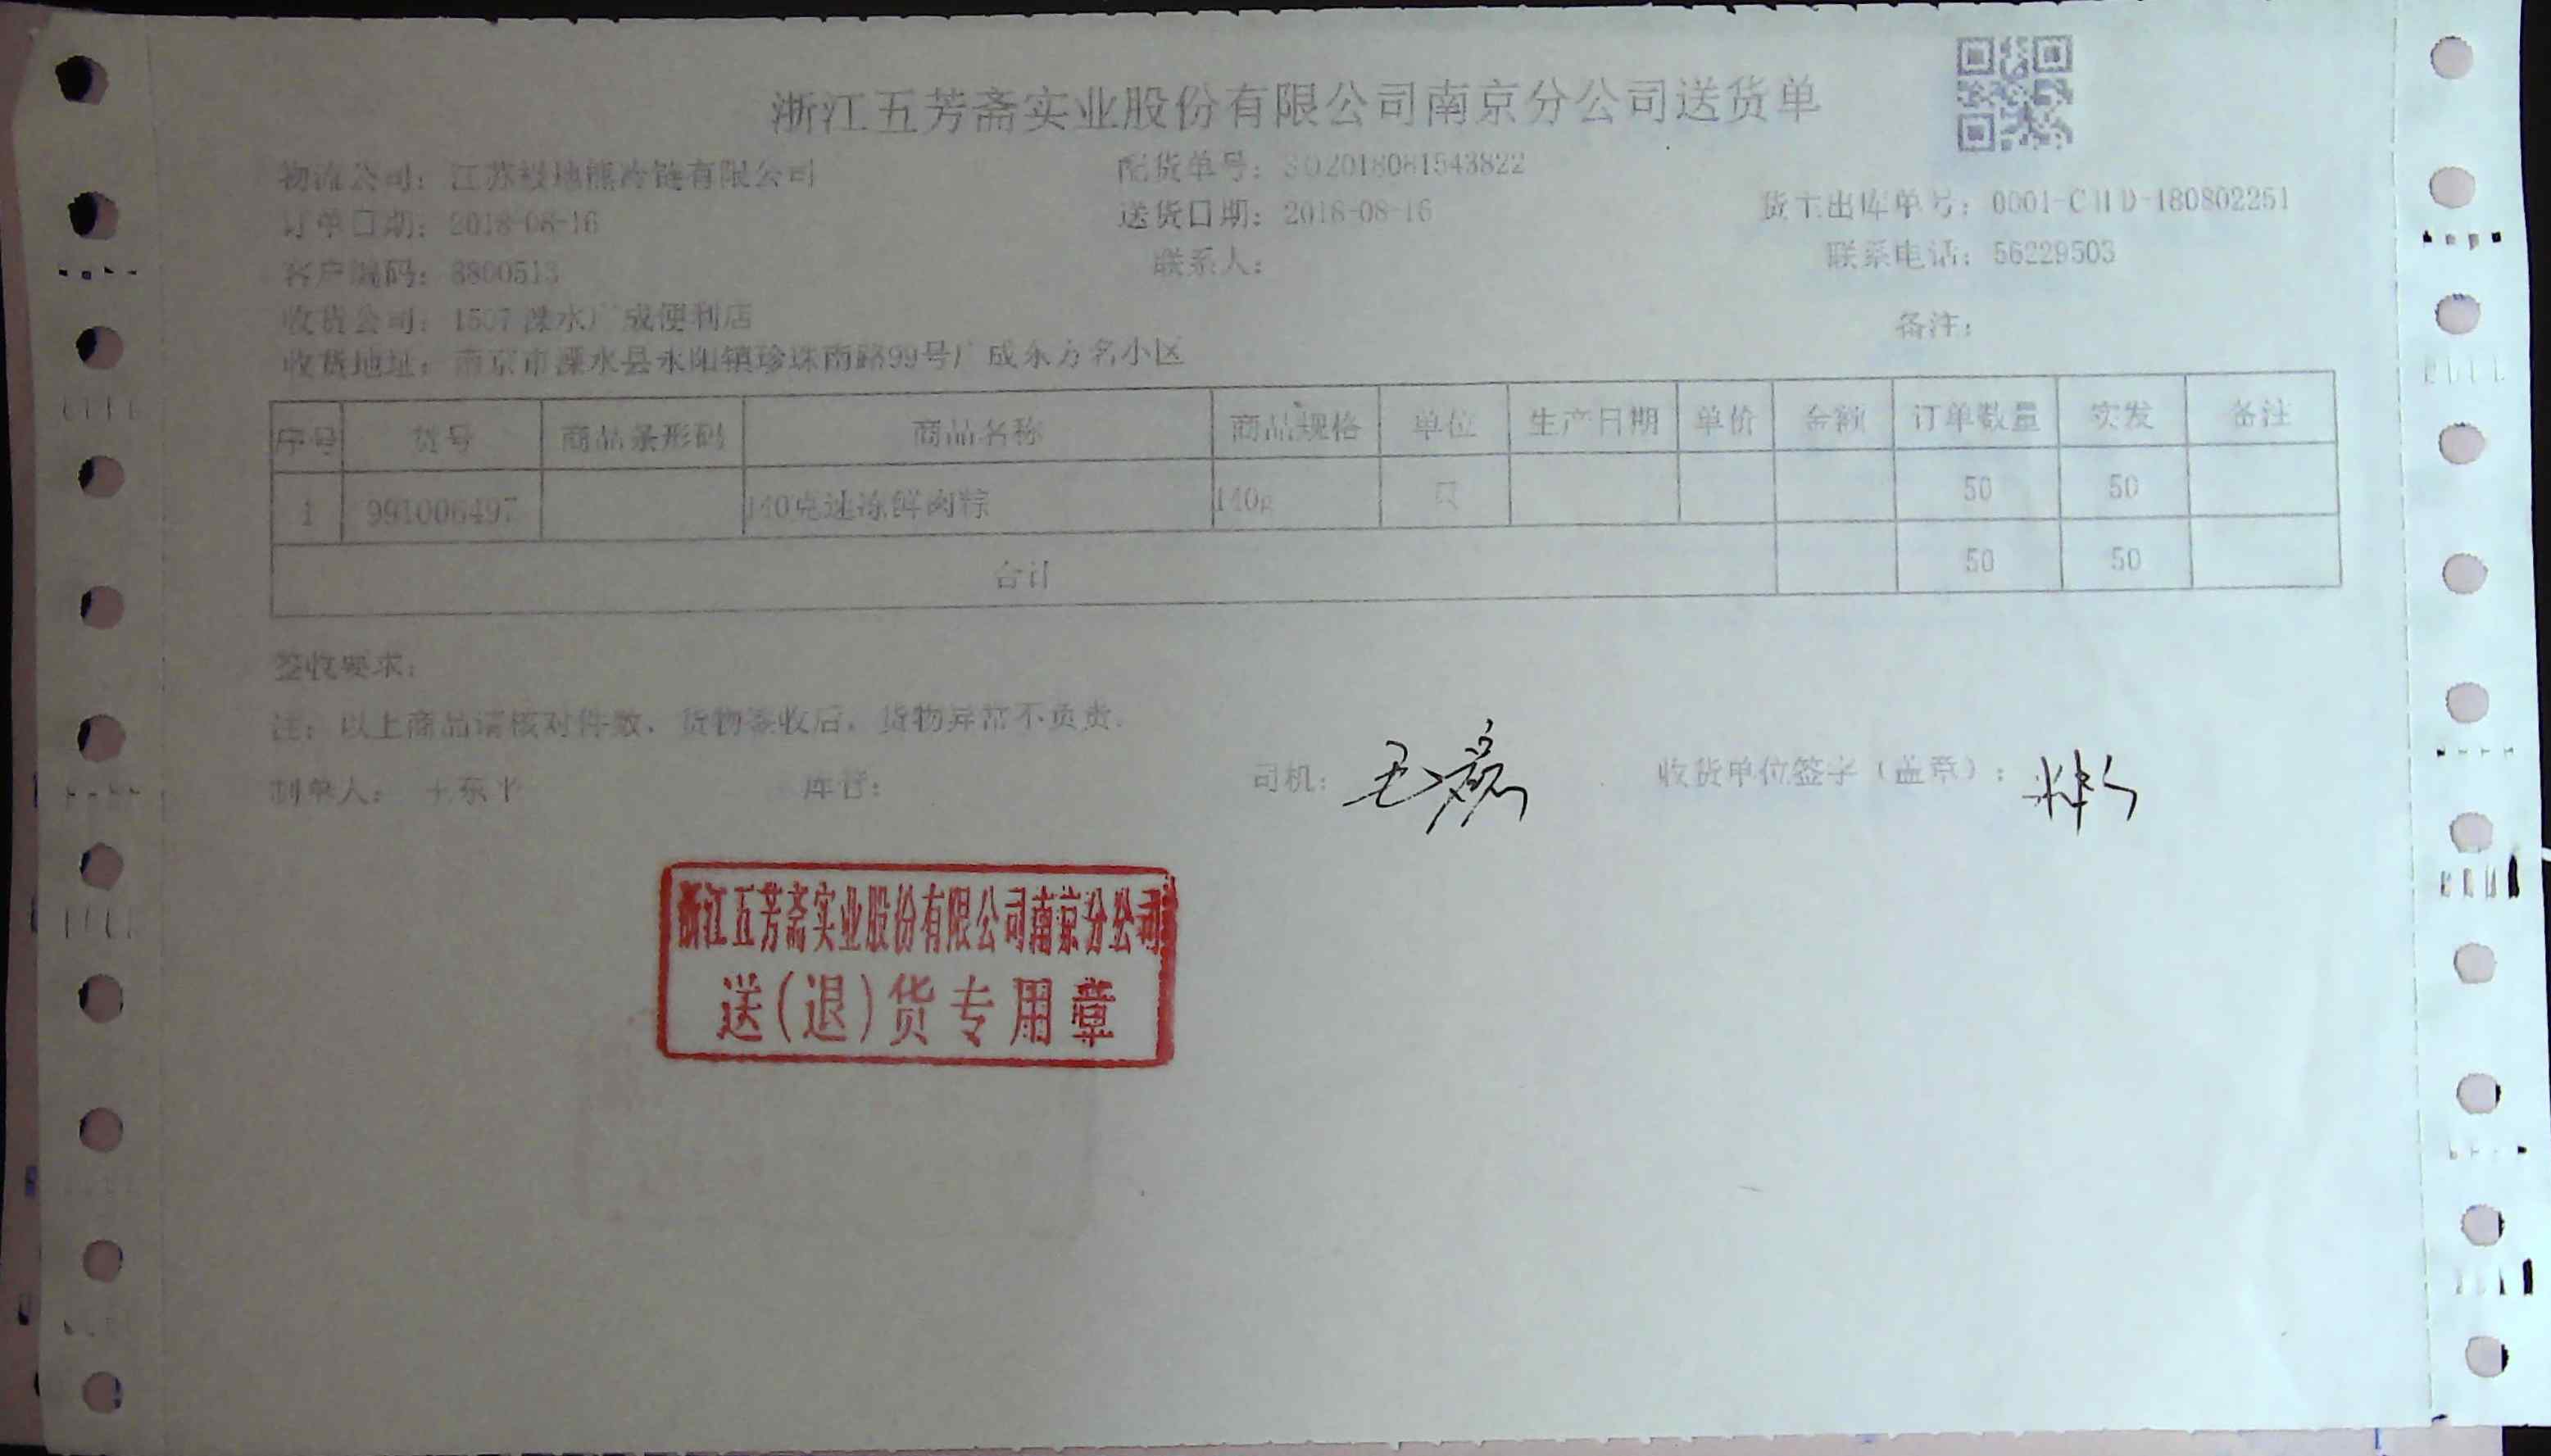 浙江五芳斋实业股份有限公司南京分公司送货单
物流公司：江苏极地熊冷链有限公司 配货单号：SO2018081543822
订单日期：2018-08-16 送货日期：2018-08-16 货主出库单号：0001-CHD-180802251
客户编码：8800513 联系人： 联系电话：56229503
收货公司：1507溧水广成便利店 备注：
收货地址：南京市溧水县永阳镇珍珠南路99号广成东方名小区
序号 货号 商品条形码 商品名称 商品规格 单位 生产日期 单价 金额 订单数量 实发 备注
1 991006497 140克速冻鲜肉粽 140g 只 50 50
合计 50 50
签收要求：
注：以上商品请核对件数、货物签收后，货物异常不负责。
制单人： 库管： 司机： 收货单位签字（盖章）：
浙江五芳斋实业股份有限公司南京分公司
送(退)货专用章